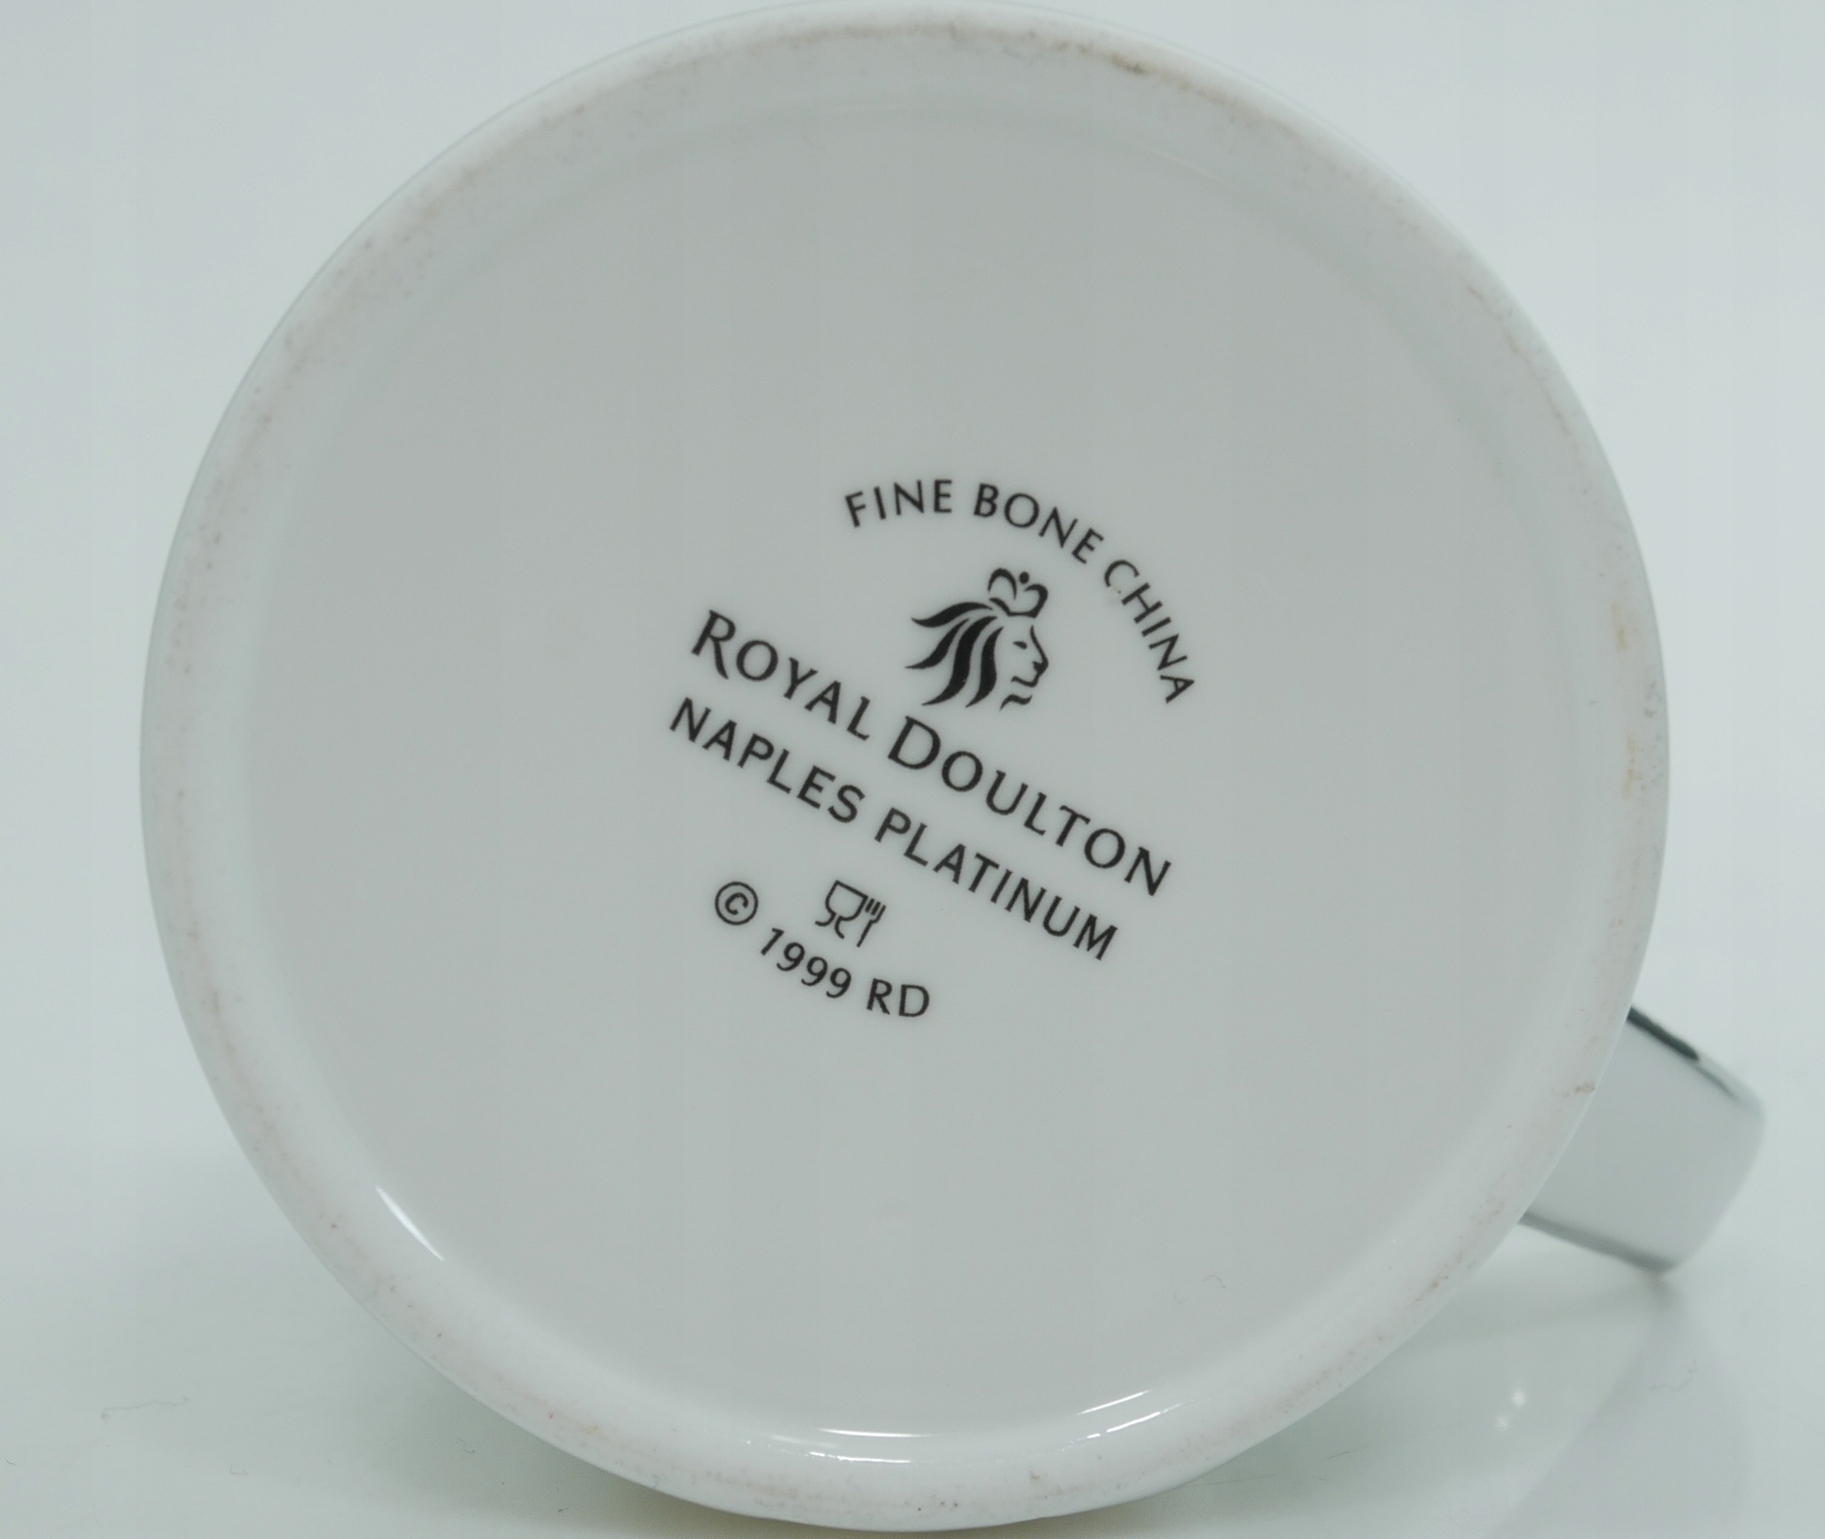 FINE BONE CHINA
ROYAL DOULTON
NAPLES PLATINUM
© 1999 RD